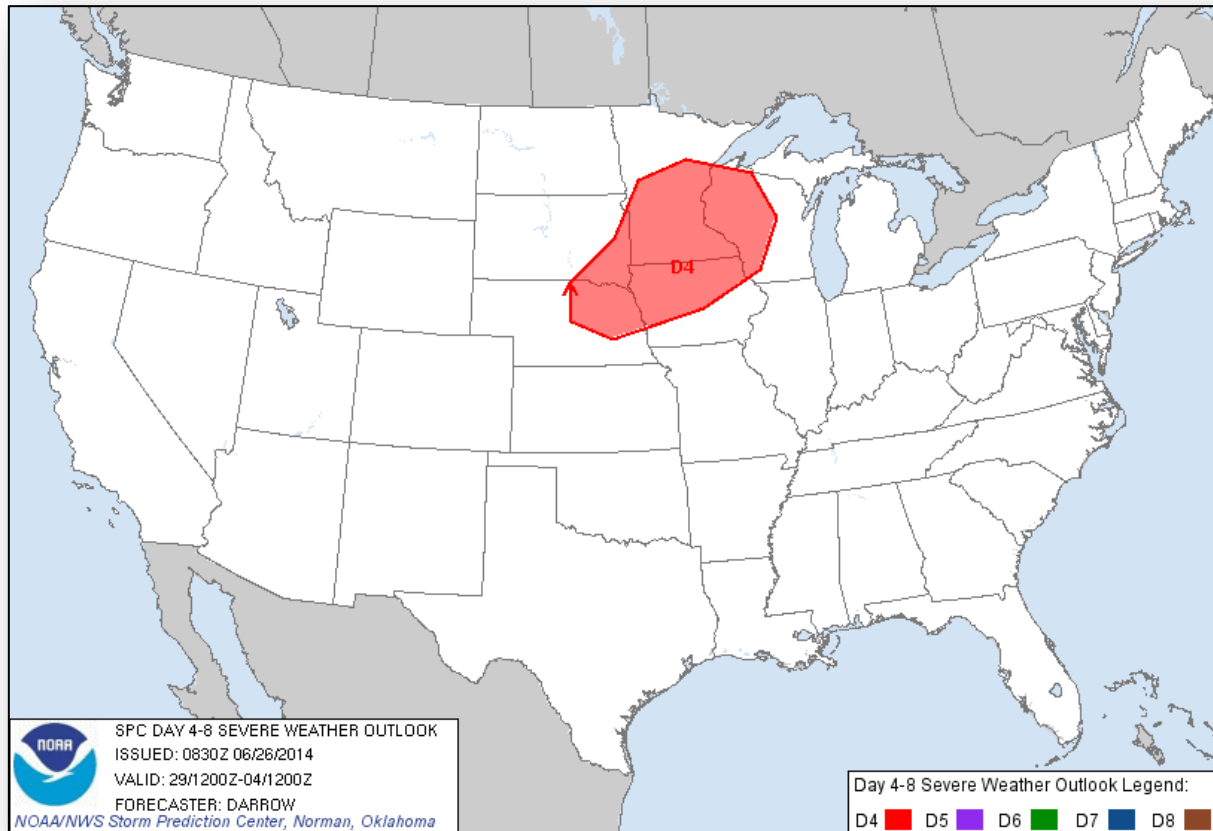 D4
SPC DAY 4-8 SEVERE WEATHER OUTLOOK
ISSUED: 0830Z 06/26/2014
VALID: 29/1200Z-04/1200Z
FORECASTER: DARROW
NOAA
NOAA/NWS Storm Prediction Center, Norman, Oklahoma
Day 4-8 Severe Weather Outlook Legend:
D4 D5 D6 D7 D8